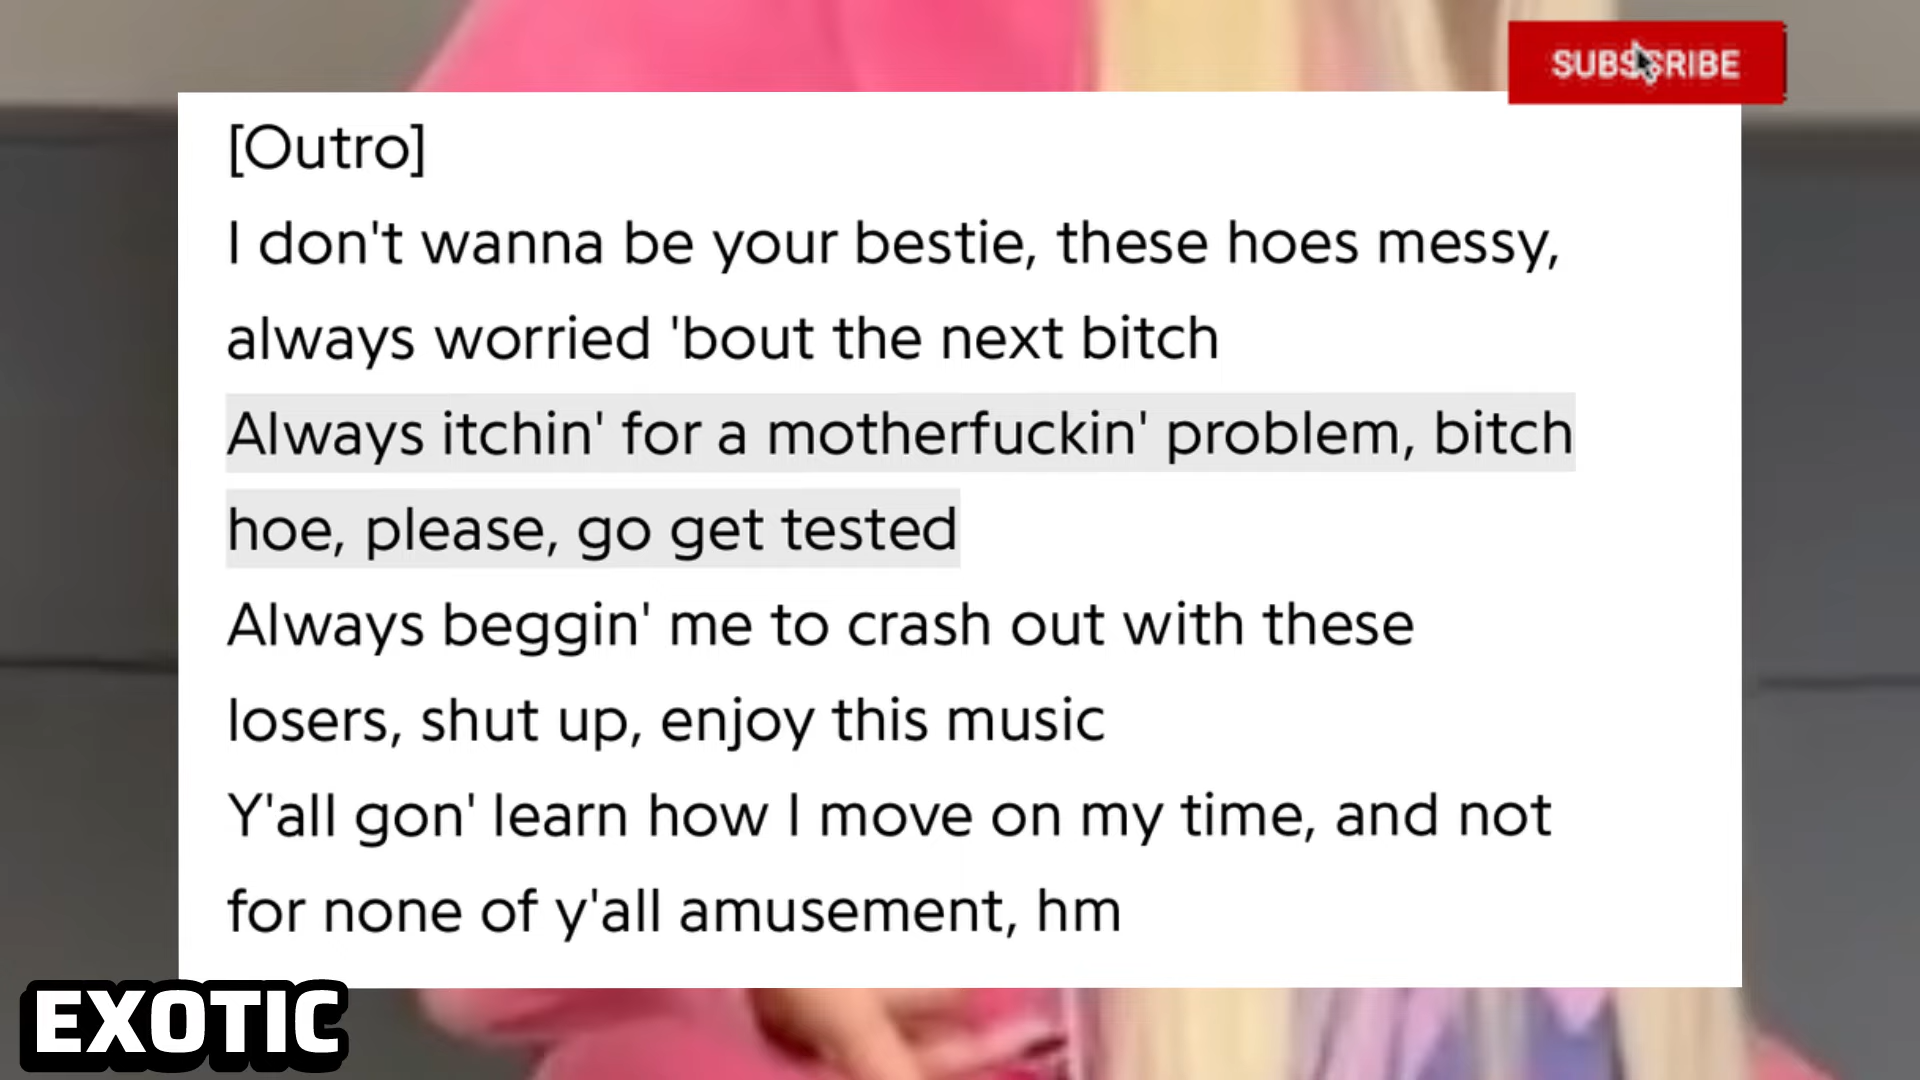 SUBSCRIBE
[Outro]
I don't wanna be your bestie, these hoes messy,
always worried 'bout the next bitch
Always itchin' for a motherfuckin' problem, bitch
hoe, please, go get tested
Always beggin' me to crash out with these
losers, shut up, enjoy this music
Y'all gon' learn how I move on my time, and not
for none of y'all amusement, hm
EXOTIC